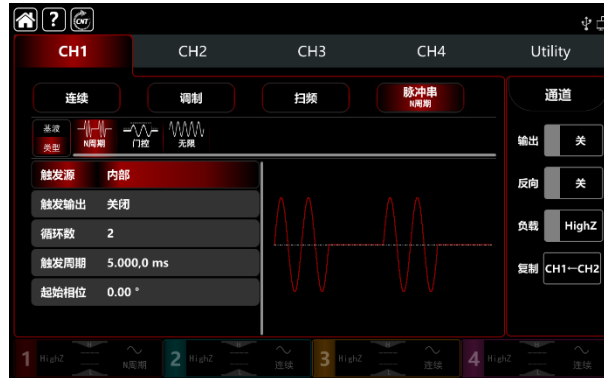 CNT
CH1 CH2 CH3 CH4 Utility
连续 调制 扫频 脉冲串 通道
N周期
基波
类型 N周期 门控 无限
输出 关
触发源 内部
反向 关
触发输出 关闭
循环数 2
负载 HighZ
触发周期 5.000,0 ms
复制 CH1←CH2
起始相位 0.00 °
1 HighZ N周期 2 HighZ 连续 3 HighZ 连续 4 HighZ 连续